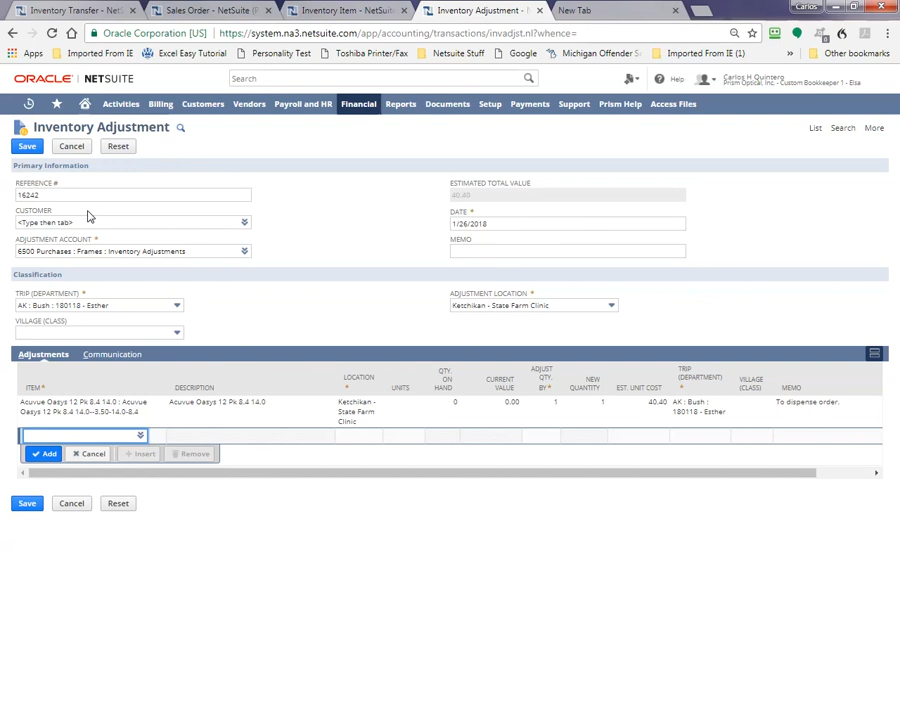 Carlos
Inventory Transfer - NetS
Sales Order - NetSuite (P
Inventory Item - NetSuite
Inventory Adjustment -
New Tab
Oracle Corporation [US] | https://system.na3.netsuite.com/app/accounting/transactions/invadjst.nl?whence=
Apps Imported From IE Excel Easy Tutorial Personality Test Toshiba Printer/Fax Netsuite Stuff Google Michigan Offender Se Imported From IE (1) » Other bookmarks
ORACLE NETSUITE Search Help Carlos H Quintero
Prism Optical, Inc. - Custom Bookkeeper 1 - Elsa
Activities Billing Customers Vendors Payroll and HR Financial Reports Documents Setup Payments Support Prism Help Access Files
Inventory Adjustment List Search More
Save Cancel Reset
Primary Information
REFERENCE #
16242
CUSTOMER
<Type then tab>
ADJUSTMENT ACCOUNT *
6500 Purchases : Frames : Inventory Adjustments
ESTIMATED TOTAL VALUE
40.40
DATE *
1/26/2018
MEMO
Classification
TRIP (DEPARTMENT) *
AK : Bush : 180118 - Esther
VILLAGE (CLASS)
ADJUSTMENT LOCATION *
Ketchikan - State Farm Clinic
Adjustments Communication
ITEM * DESCRIPTION LOCATION * UNITS QTY. ON HAND CURRENT VALUE ADJUST QTY. BY * NEW QUANTITY EST. UNIT COST TRIP (DEPARTMENT) * VILLAGE (CLASS) MEMO
Acuvue Oasys 12 Pk 8.4 14.0 : Acuvue Oasys 12 Pk 8.4 14.0--3.50-14.0-8.4 Acuvue Oasys 12 Pk 8.4 14.0 Ketchikan - State Farm Clinic 0 0.00 1 1 40.40 AK : Bush : 180118 - Esther To dispense order.
Add Cancel + Insert Remove
Save Cancel Reset